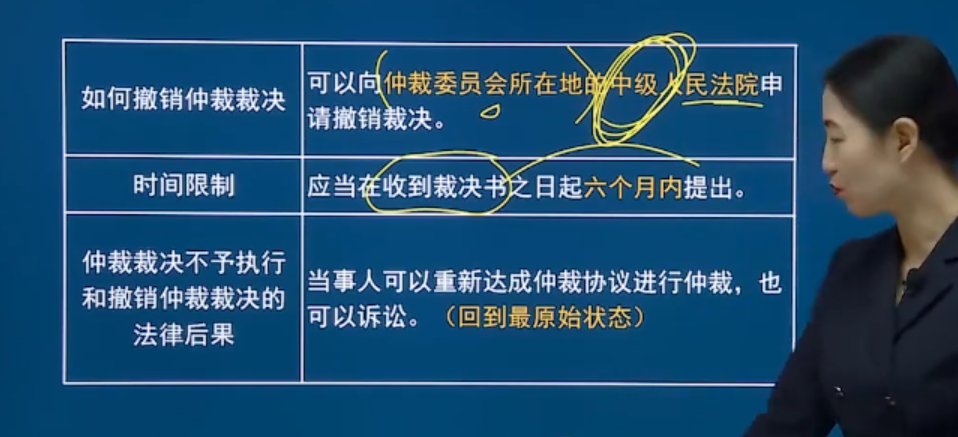 如何撤销仲裁裁决
可以向仲裁委员会所在地的中级人民法院申
请撤销裁决。
时间限制
应当在收到裁决书之日起六个月内提出。
仲裁裁决不予执行
和撤销仲裁裁决的
法律后果
当事人可以重新达成仲裁协议进行仲裁，也
可以诉讼。（回到最原始状态）